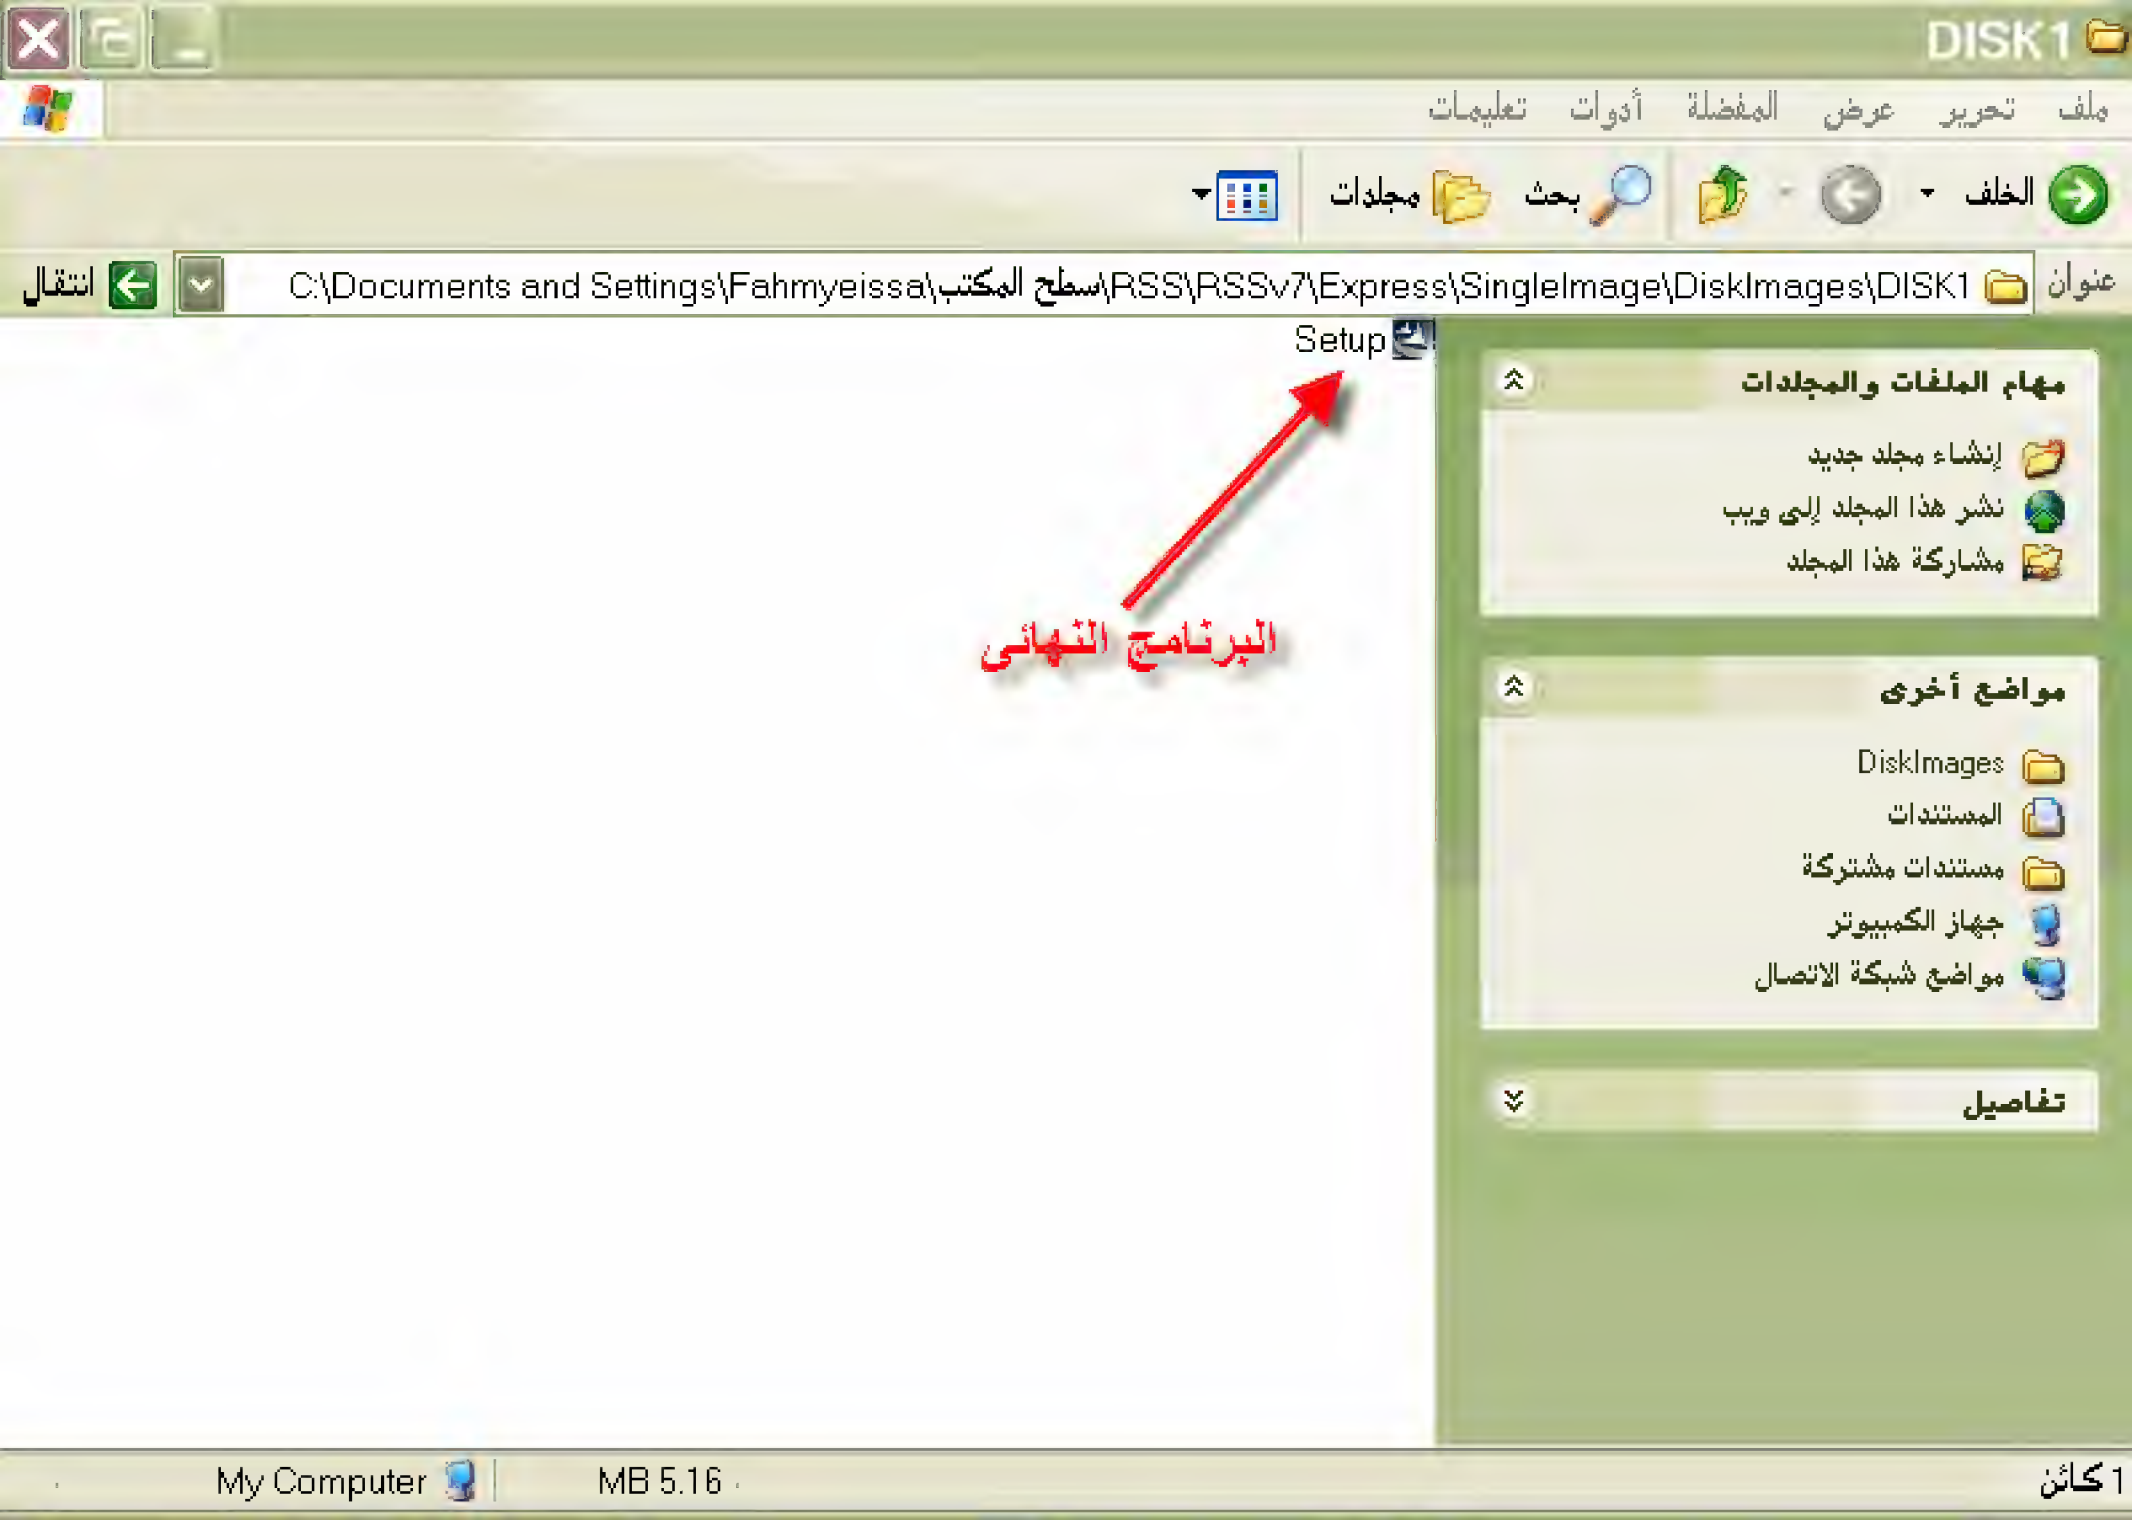 DISK1
ملف تحرير عرض المفضلة أدوات تعليمات
الخلف بحث مجلدات
عنوان C:\Documents and Settings\Fahmyeissa\سطح المكتب\RSS\RSSv7\Express\SingleImage\DiskImages\DISK1 انتقال
Setup
البرنامج النهائى
مهام الملفات والمجلدات
إنشاء مجلد جديد
نشر هذا المجلد إلى ويب
مشاركة هذا المجلد
مواضع أخرى
DiskImages
المستندات
مستندات مشتركة
جهاز الكمبيوتر
مواضع شبكة الاتصال
تفاصيل
1 كائن
MB 5.16
My Computer